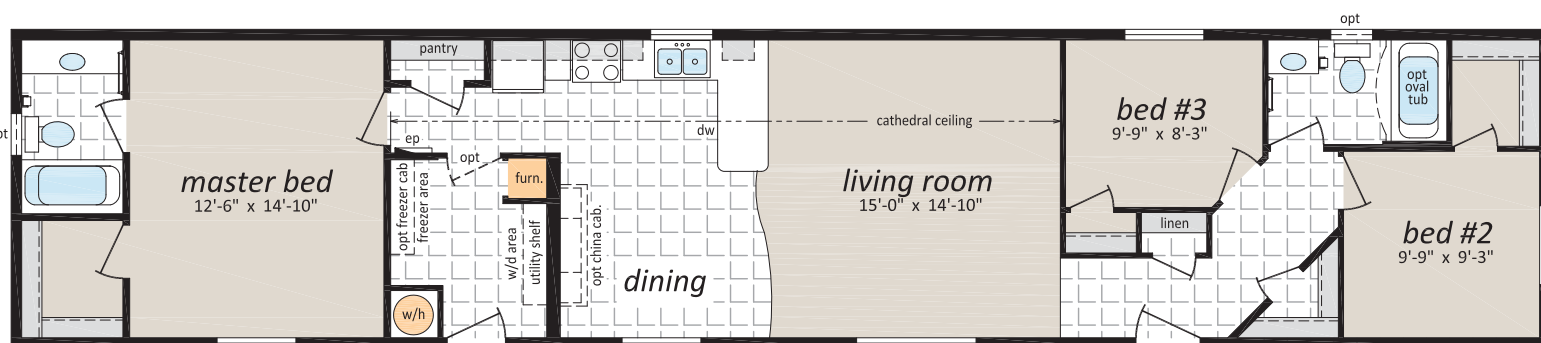 opt
pt
master bed
12'-6" x 14'-10"
pantry
ep
opt
furn.
opt freezer cab
freezer area
w/d area
utility shelf
opt china cab.
w/h
dw
dining
cathedral ceiling
living room
15'-0" x 14'-10"
bed #3
9'-9" x 8'-3"
linen
opt
oval
tub
bed #2
9'-9" x 9'-3"